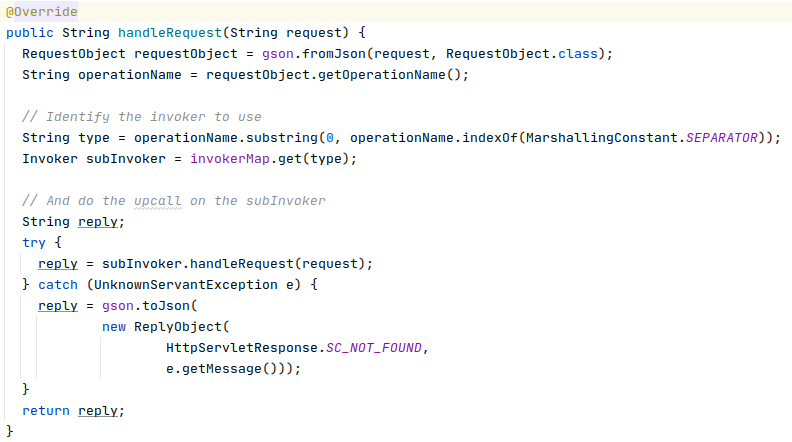 @Override
public String handleRequest(String request) {
  RequestObject requestObject = gson.fromJson(request, RequestObject.class);
  String operationName = requestObject.getOperationName();

  // Identify the invoker to use
  String type = operationName.substring(0, operationName.indexOf(MarshallingConstant.SEPARATOR));
  Invoker subInvoker = invokerMap.get(type);

  // And do the upcall on the subInvoker
  String reply;
  try {
    reply = subInvoker.handleRequest(request);
  } catch (UnknownServantException e) {
    reply = gson.toJson(
            new ReplyObject(
                    HttpServletResponse.SC_NOT_FOUND,
                    e.getMessage()));
  }
  return reply;
}